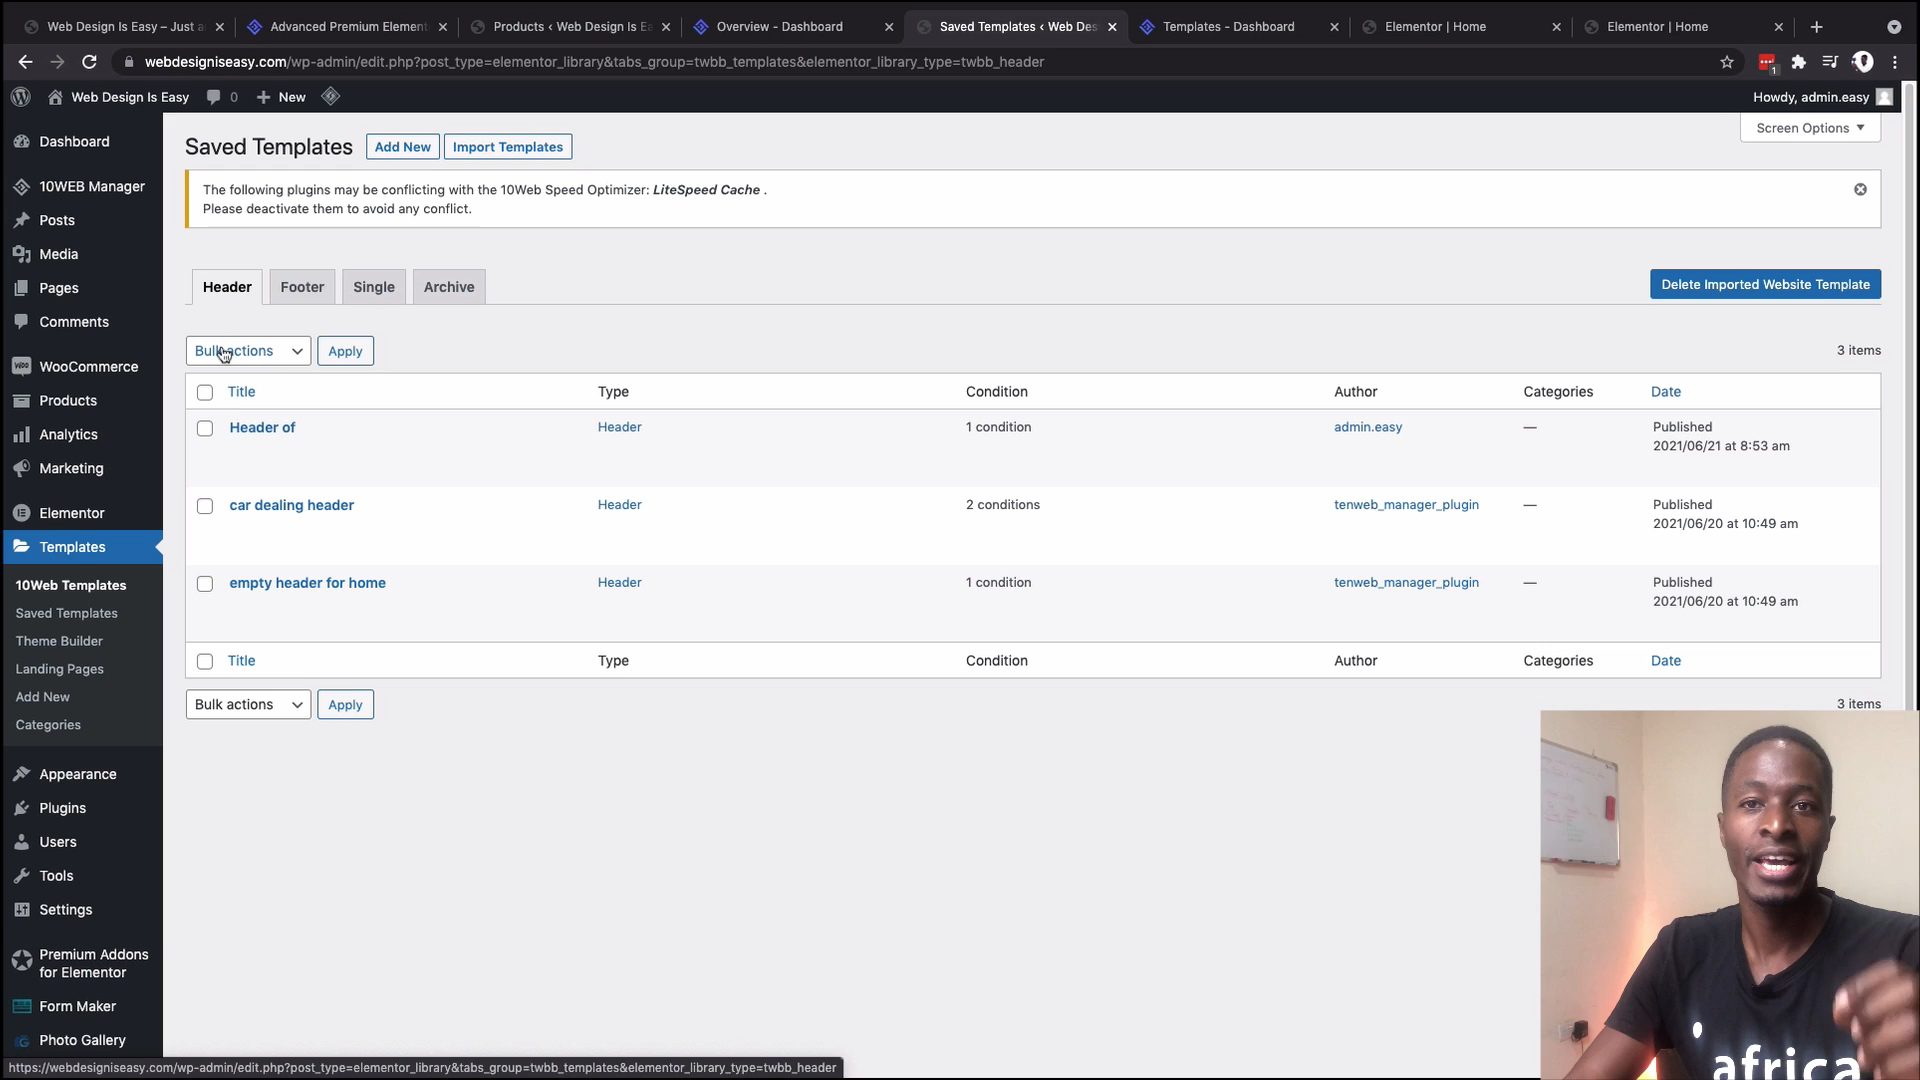 Web Design Is Easy – Just a
Advanced Premium Element
Products ‹ Web Design Is Ea
Overview - Dashboard
Saved Templates ‹ Web Des
Templates - Dashboard
Elementor | Home
Elementor | Home
webdesigniseasy.com/wp-admin/edit.php?post_type=elementor_library&tabs_group=twbb_templates&elementor_library_type=twbb_header
1
Web Design Is Easy
0
New
Howdy, admin.easy
Dashboard
10WEB Manager
Posts
Media
Pages
Comments
WooCommerce
Products
Analytics
Marketing
Elementor
Templates
10Web Templates
Saved Templates
Theme Builder
Landing Pages
Add New
Categories
Appearance
Plugins
Users
Tools
Settings
Premium Addons
for Elementor
Form Maker
Photo Gallery
Saved Templates
Add New
Import Templates
Screen Options
The following plugins may be conflicting with the 10Web Speed Optimizer: LiteSpeed Cache .
Please deactivate them to avoid any conflict.
Header
Footer
Single
Archive
Delete Imported Website Template
Bulk actions
Apply
3 items
Title Type Condition Author Categories Date
Header of Header 1 condition admin.easy — Published
2021/06/21 at 8:53 am
car dealing header Header 2 conditions tenweb_manager_plugin — Published
2021/06/20 at 10:49 am
empty header for home Header 1 condition tenweb_manager_plugin — Published
2021/06/20 at 10:49 am
Title Type Condition Author Categories Date
Bulk actions
Apply
3 items
africa
https://webdesigniseasy.com/wp-admin/edit.php?post_type=elementor_library&tabs_group=twbb_templates&elementor_library_type=twbb_header